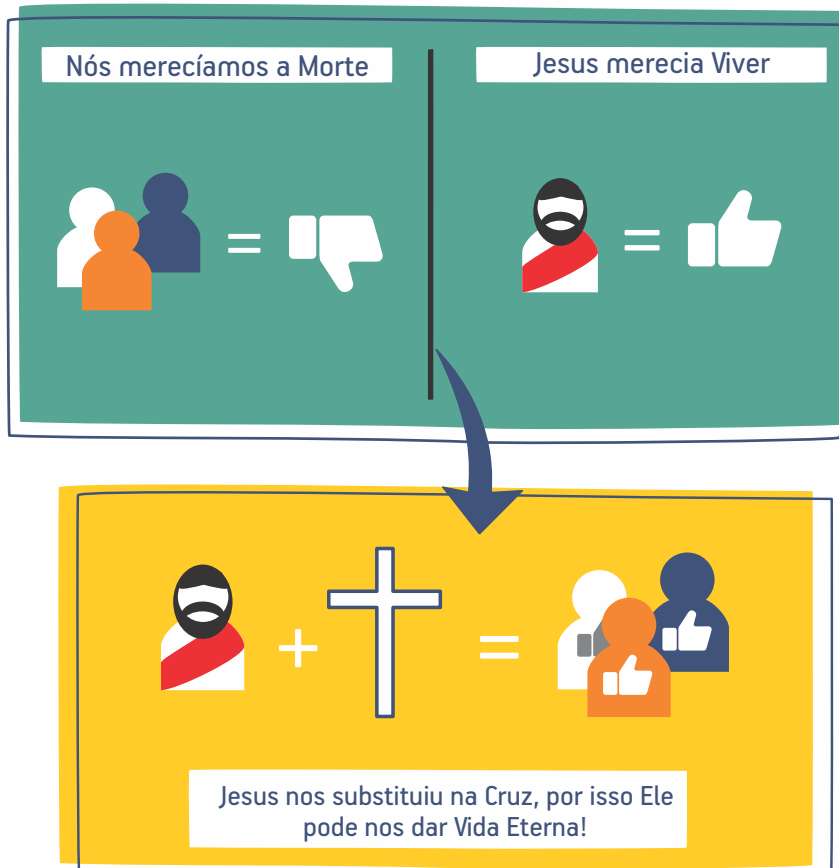 Nós merecíamos a Morte
Jesus merecia Viver
Jesus nos substituiu na Cruz, por isso Ele
pode nos dar Vida Eterna!